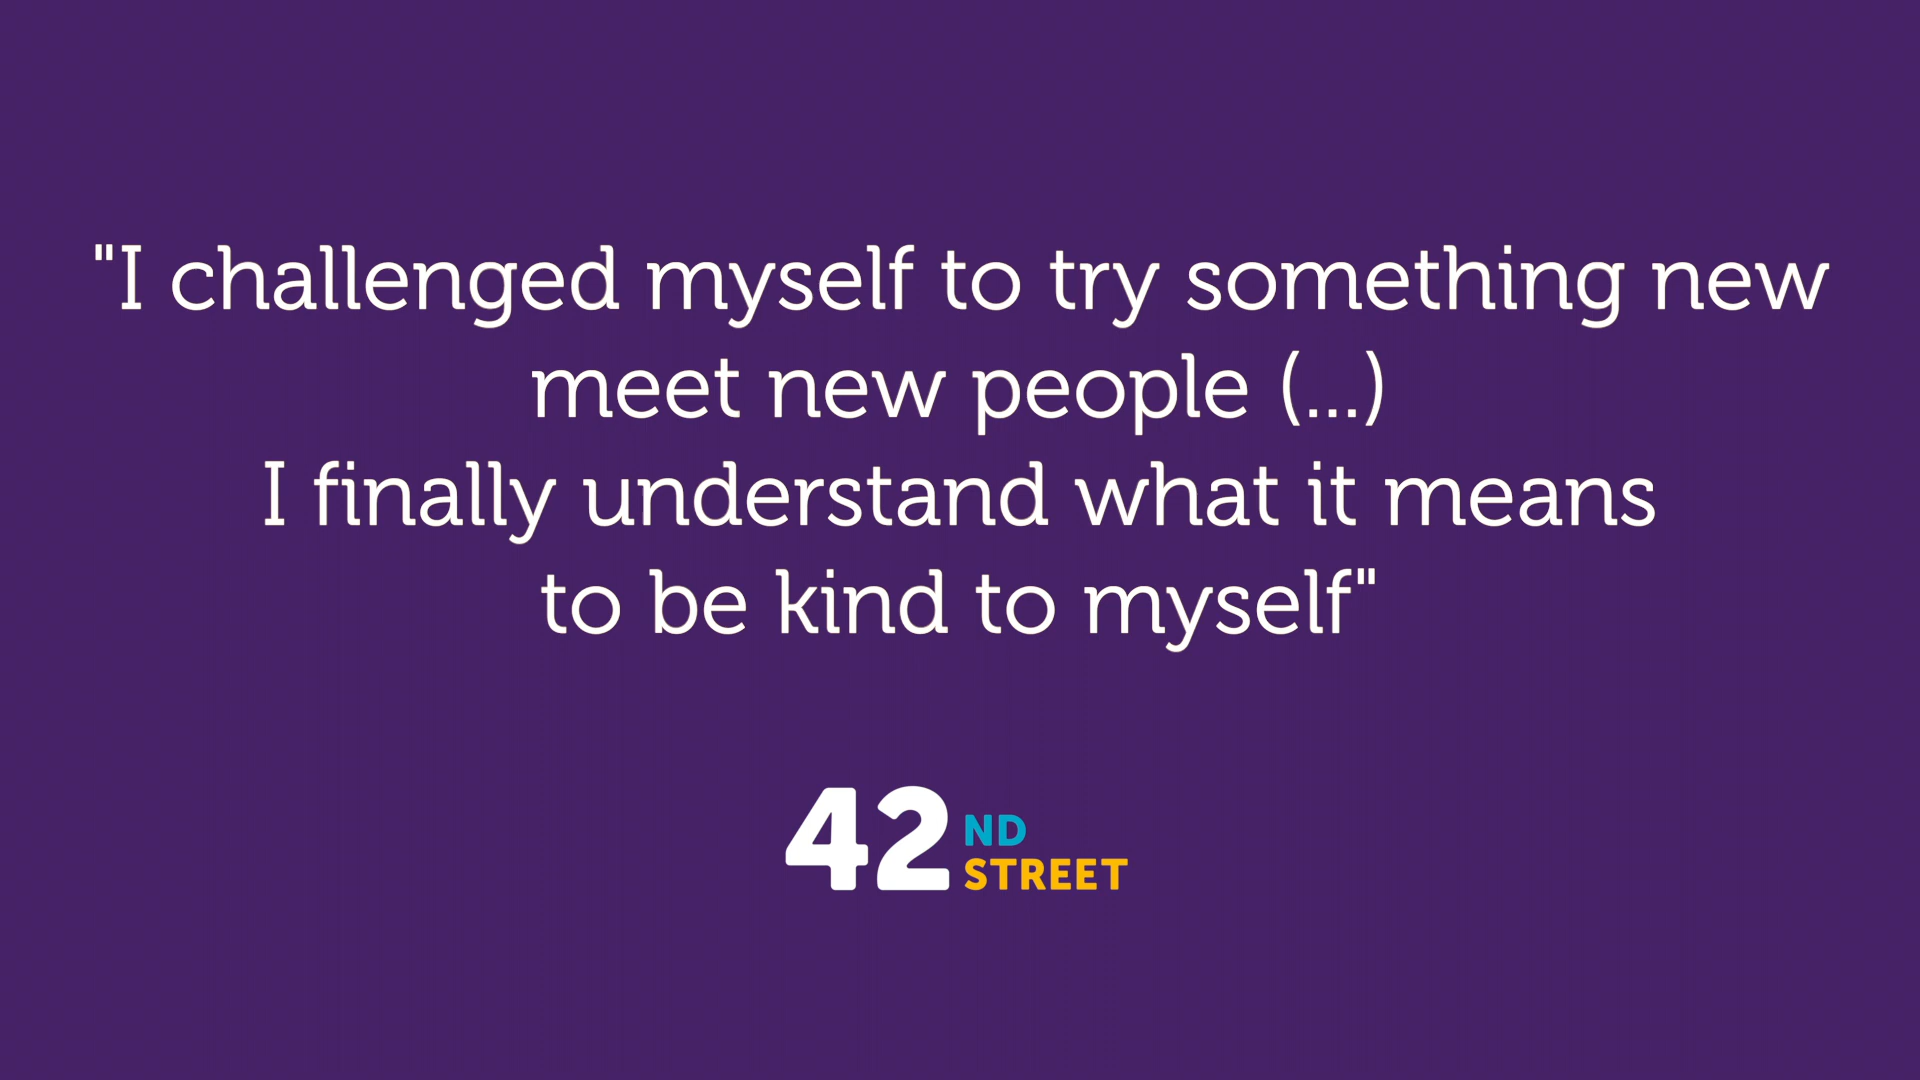 "I challenged myself to try something new
meet new people (...)
I finally understand what it means
to be kind to myself"
42ND
STREET